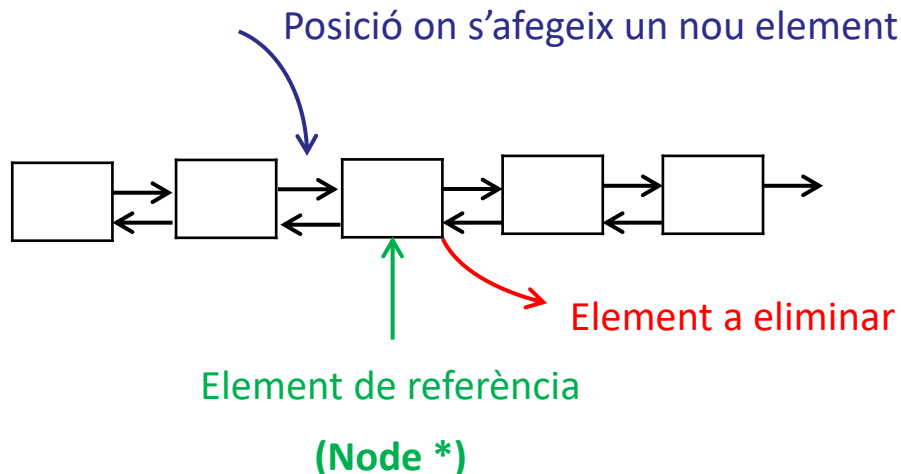 Posició on s’afegeix un nou element
Element a eliminar
Element de referència
(Node *)